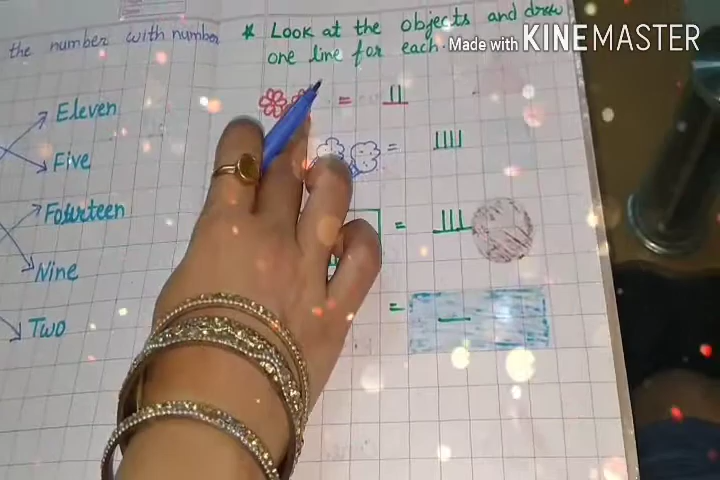 the number with number
Eleven
Five
Fourteen
Nine
Two
* Look at the objects and draw
one line for each.
Made with KINEMASTER
=
=
=
=